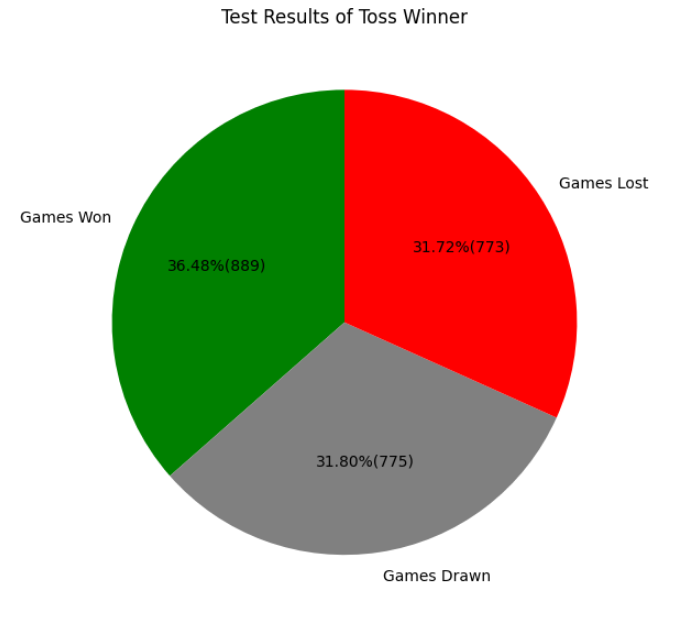 Test Results of Toss Winner
Games Lost
Games Won
31.72%(773)
36.48%(889)
31.80%(775)
Games Drawn